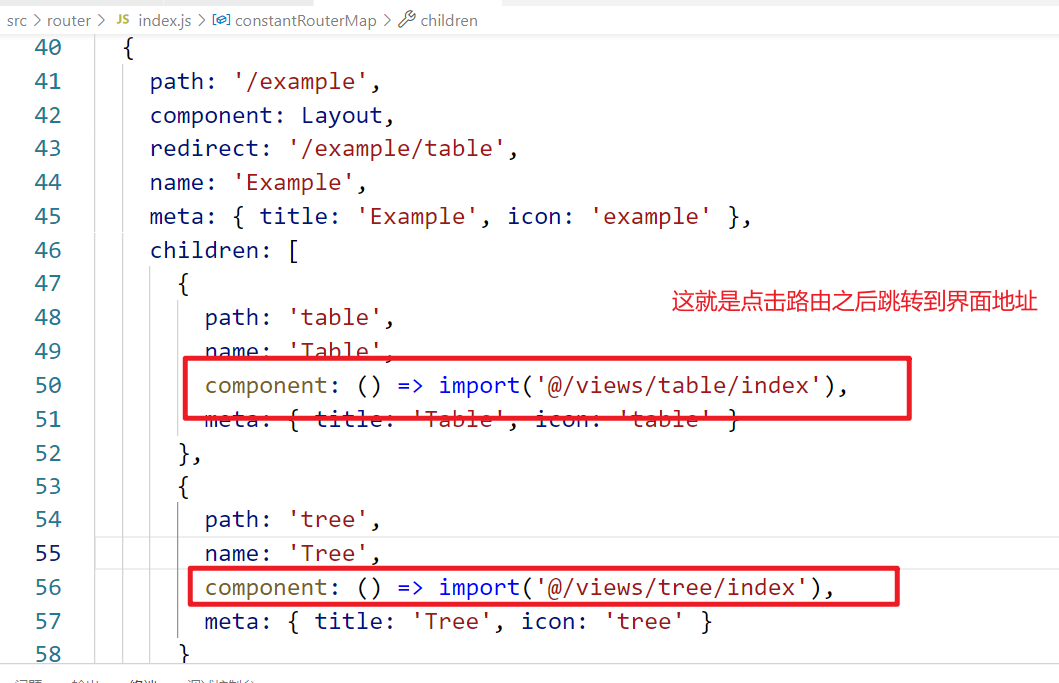 src > router > JS index.js > constantRouterMap > children
40 {
41 path: '/example',
42 component: Layout,
43 redirect: '/example/table',
44 name: 'Example',
45 meta: { title: 'Example', icon: 'example' },
46 children: [
47 {
这就是点击路由之后跳转到界面地址
48 path: 'table',
49 name: 'Table',
50 component: () => import('@/views/table/index'),
51 meta: { title: 'Table', icon: 'table' }
52 },
53 {
54 path: 'tree',
55 name: 'Tree',
56 component: () => import('@/views/tree/index'),
57 meta: { title: 'Tree', icon: 'tree' }
58 }